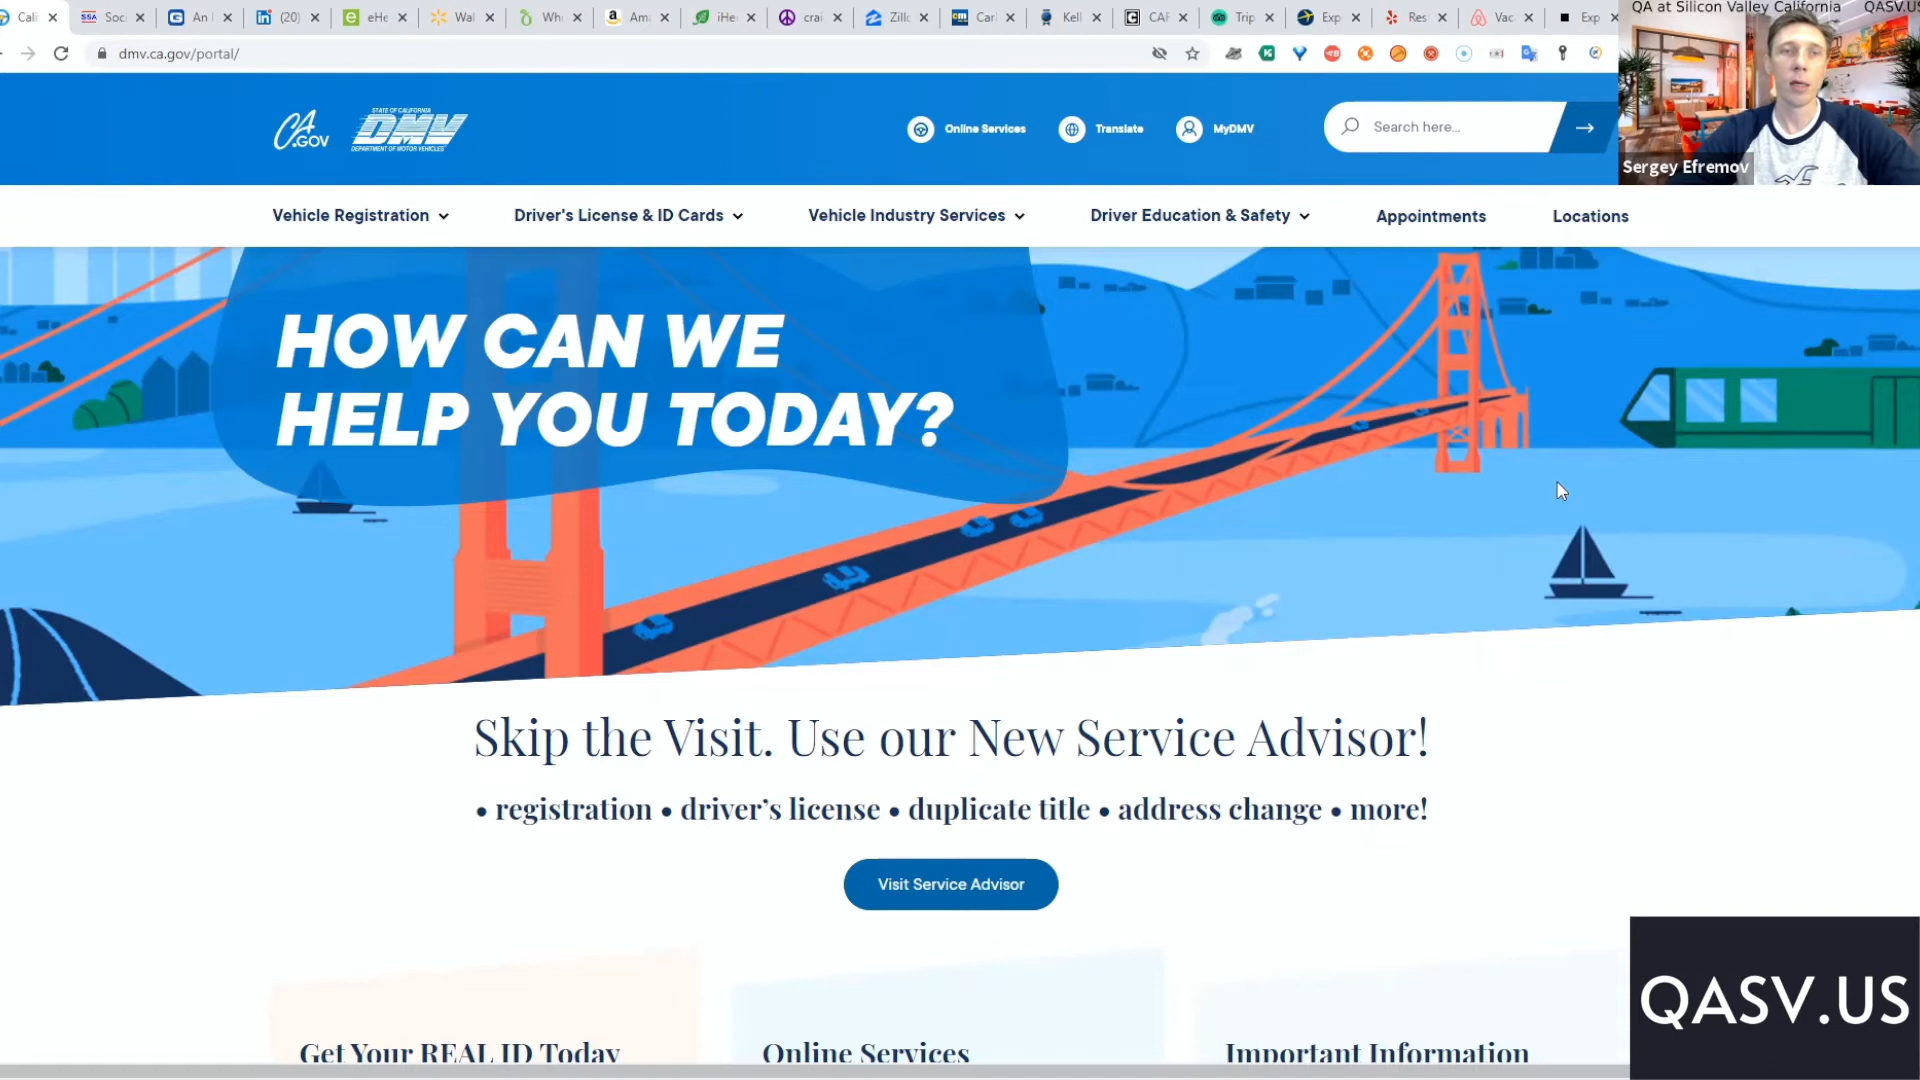 Cali
SSA Soc
G An I
in (20)
e eHe
Wal
Wh
a Am
iHe
crai
Z Zillo
cm Car
Kell
CAF
Trip
Exp
Res
Vac
Exp
QA at Silicon Valley California QASV.US
dmv.ca.gov/portal/
CA.GOV
STATE OF CALIFORNIA
DMV
DEPARTMENT OF MOTOR VEHICLES
Online Services
Translate
MyDMV
Search here...
Sergey Efremov
Vehicle Registration
Driver's License & ID Cards
Vehicle Industry Services
Driver Education & Safety
Appointments
Locations
HOW CAN WE
HELP YOU TODAY?
Skip the Visit. Use our New Service Advisor!
• registration • driver’s license • duplicate title • address change • more!
Visit Service Advisor
Get Your REAL ID Today
Online Services
Important Information
QASV.US